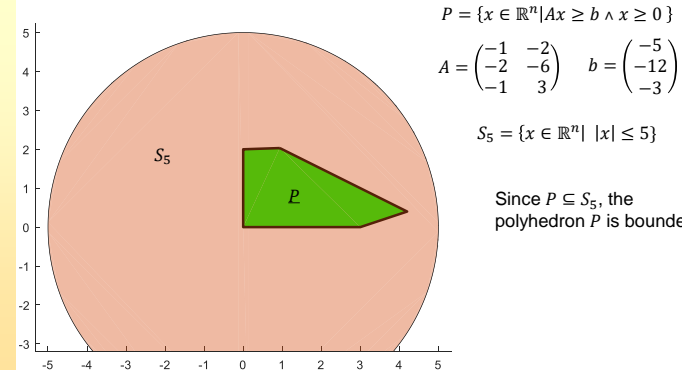 P = {x ∈ ℝⁿ|Ax ≥ b ∧ x ≥ 0 }
A = (−1 −2
−2 −6
−1 3) b = (−5
−12
−3)
S₅ = {x ∈ ℝⁿ| |x| ≤ 5}
Since P ⊆ S₅, the
polyhedron P is bounde
S₅
P
5
4
3
2
1
0
-1
-2
-3
-5 -4 -3 -2 -1 0 1 2 3 4 5